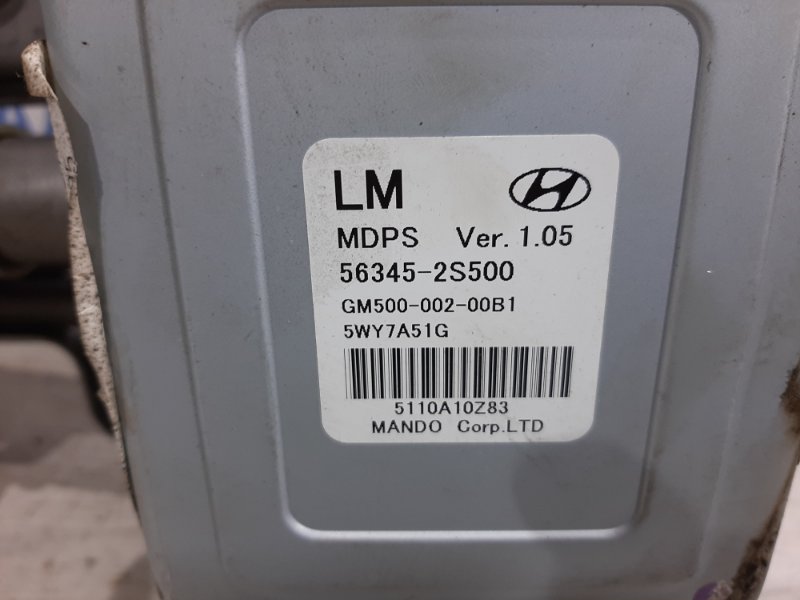 LM
MDPS Ver. 1.05
56345-2S500
GM500-002-00B1
5WY7A51G
5110A10Z83
MANDO Corp.LTD